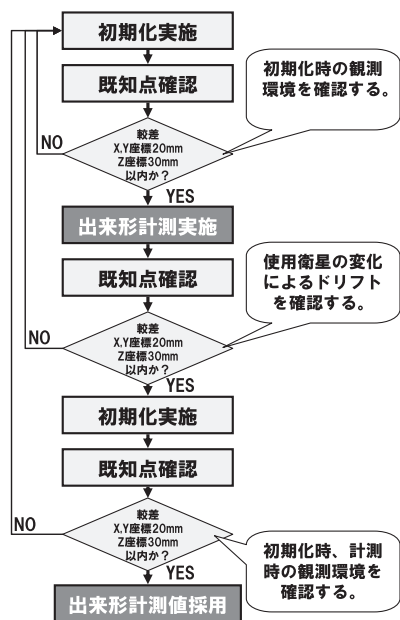 初期化実施
既知点確認
初期化時の観測
環境を確認する。
NO
較差
X,Y座標20mm
Z座標30mm
以内か?
YES
出来形計測実施
既知点確認
使用衛星の変化
によるドリフト
を確認する。
NO
較差
X,Y座標20mm
Z座標30mm
以内か?
YES
初期化実施
既知点確認
NO
較差
X,Y座標20mm
Z座標30mm
以内か?
YES
初期化時、計測
時の観測環境を
確認する。
出来形計測値採用